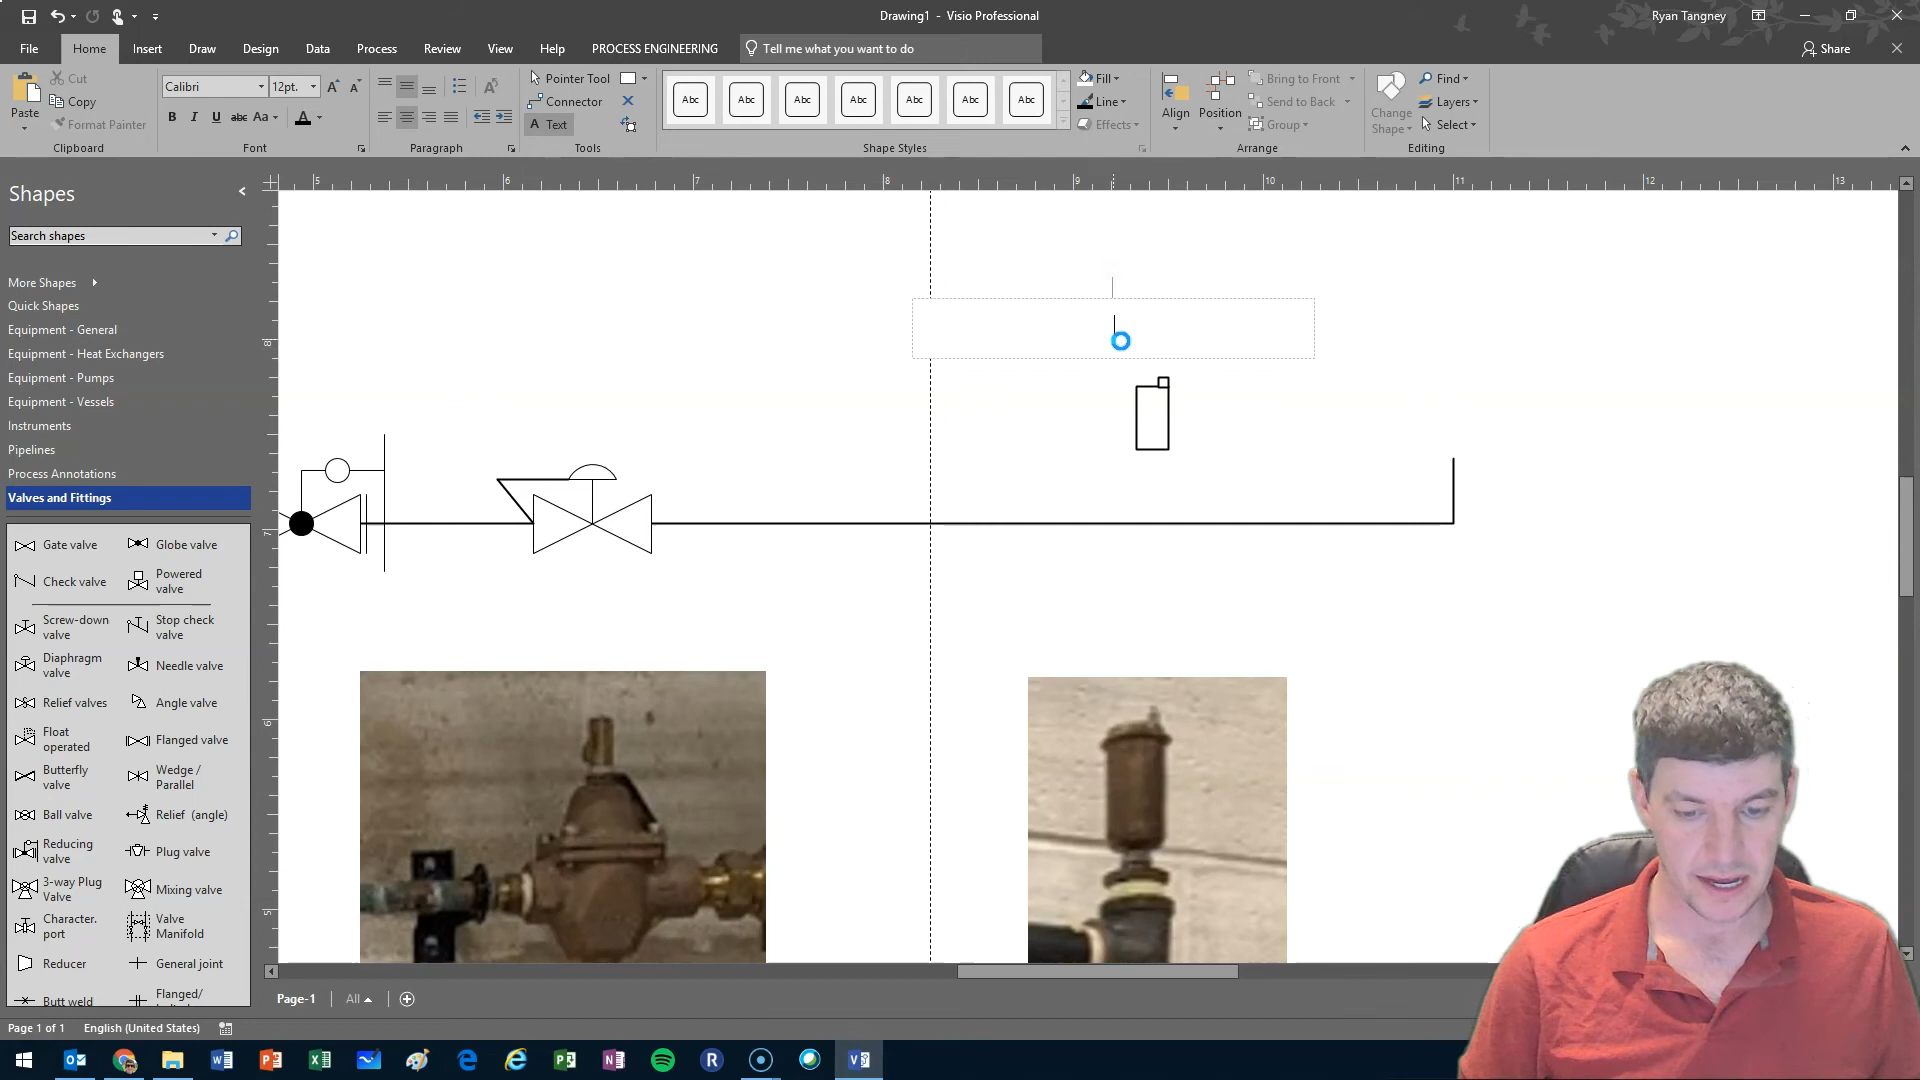 Drawing1 - Visio Professional
Ryan Tangney
File Home Insert Draw Design Data Process Review View Help PROCESS ENGINEERING Tell me what you want to do Share
Cut
Copy
Format Painter
Paste
Clipboard
Calibri 12pt.
B I U abc Aa A
Font
Paragraph
Pointer Tool
Connector
A Text
Tools
Abc Abc Abc Abc Abc Abc Abc
Shape Styles
Fill
Line
Effects
Align
Position
Bring to Front
Send to Back
Group
Arrange
Change Shape
Find
Layers
Select
Editing
Shapes
Search shapes
More Shapes
Quick Shapes
Equipment - General
Equipment - Heat Exchangers
Equipment - Pumps
Equipment - Vessels
Instruments
Pipelines
Process Annotations
Valves and Fittings
Gate valve Globe valve
Check valve Powered valve
Screw-down valve Stop check valve
Diaphragm valve Needle valve
Relief valves Angle valve
Float operated Flanged valve
Butterfly valve Wedge / Parallel
Ball valve Relief (angle)
Reducing valve Plug valve
3-way Plug Valve Mixing valve
Character. port Valve Manifold
Reducer General joint
Butt weld Flanged/
5 6 7 8 9 10 11 12 13
8
7
6
5
Page-1 All
Page 1 of 1 English (United States)